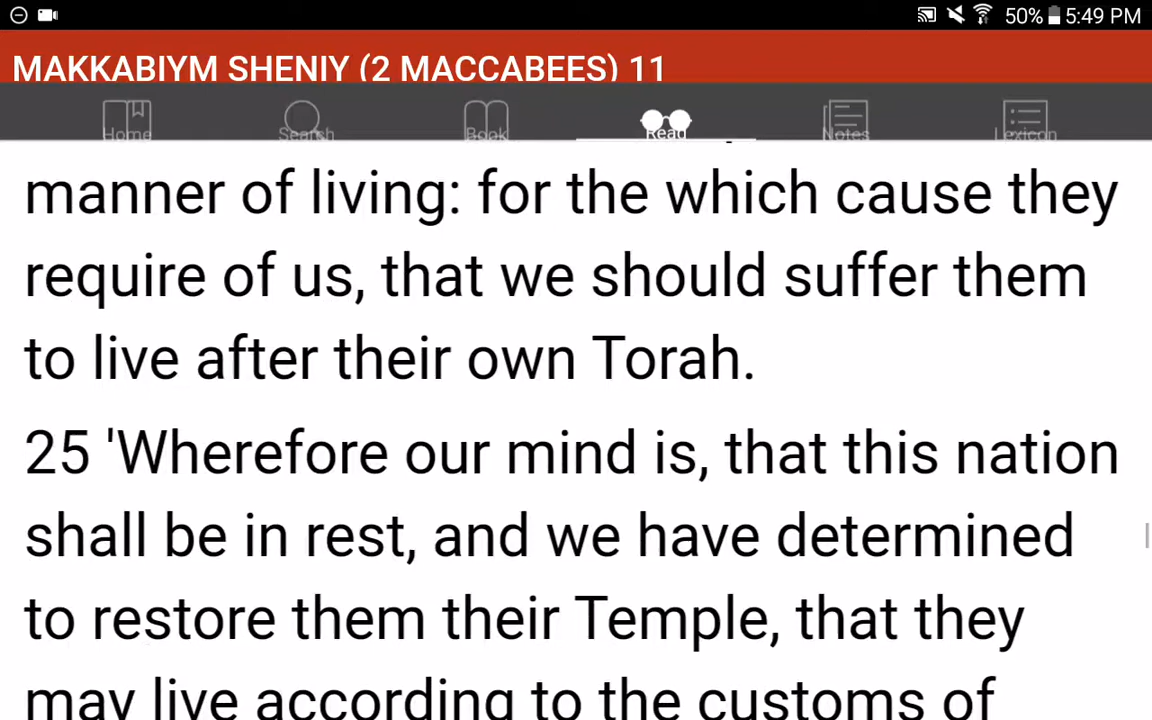 50% 5:49 PM
MAKKABIYM SHENIY (2 MACCABEES) 11
Home Search Book Read Notes Lexicon
manner of living: for the which cause they
require of us, that we should suffer them
to live after their own Torah.
25 'Wherefore our mind is, that this nation
shall be in rest, and we have determined
to restore them their Temple, that they
may live according to the customs of